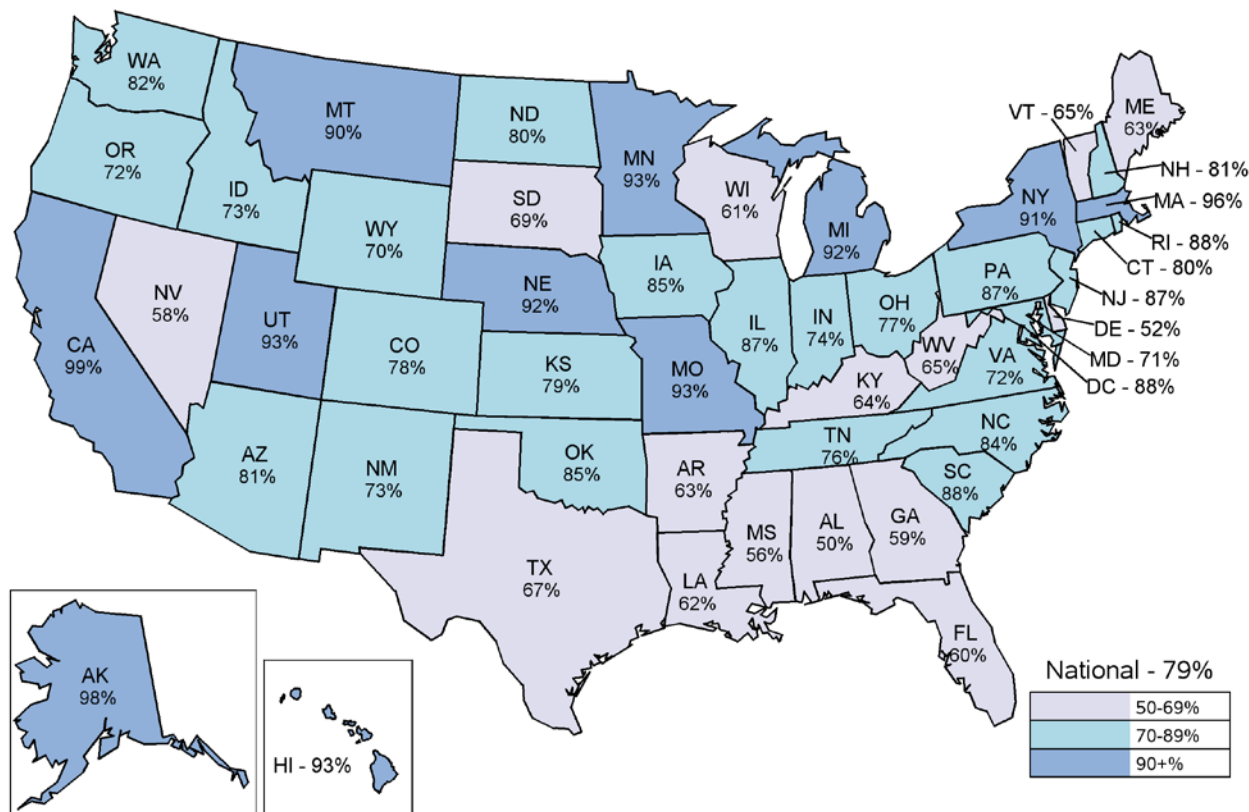 WA
82%
OR
72%
CA
99%
NV
58%
ID
73%
MT
90%
WY
70%
UT
93%
AZ
81%
CO
78%
NM
73%
ND
80%
SD
69%
NE
92%
KS
79%
OK
85%
TX
67%
MN
93%
IA
85%
MO
93%
AR
63%
LA
62%
WI
61%
IL
87%
MI
92%
IN
74%
OH
77%
KY
64%
TN
76%
MS
56%
AL
50%
GA
59%
FL
60%
SC
88%
NC
84%
VA
72%
WV
65%
PA
87%
NY
91%
VT - 65%
ME
63%
NH - 81%
MA - 96%
RI - 88%
CT - 80%
NJ - 87%
DE - 52%
MD - 71%
DC - 88%
AK
98%
HI - 93%
National - 79%
50-69%
70-89%
90+%